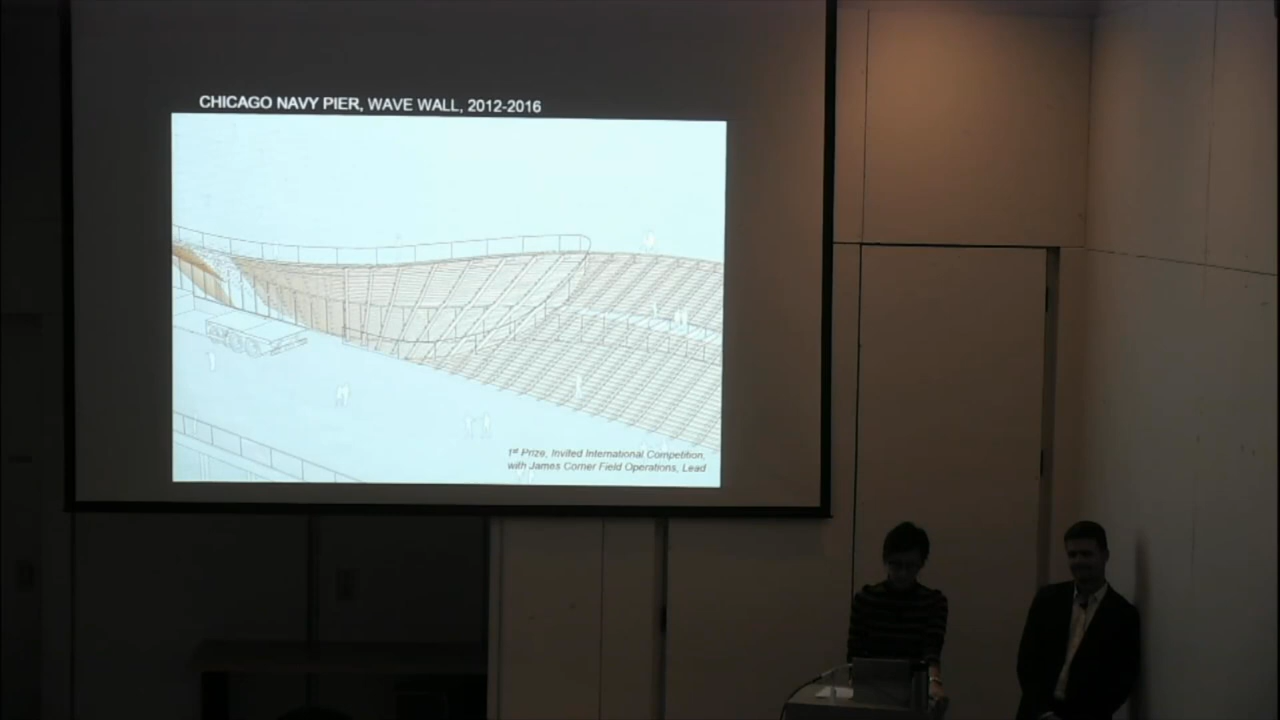 CHICAGO NAVY PIER, WAVE WALL, 2012-2016
1st Prize, Invited International Competition,
with James Corner Field Operations, Lead